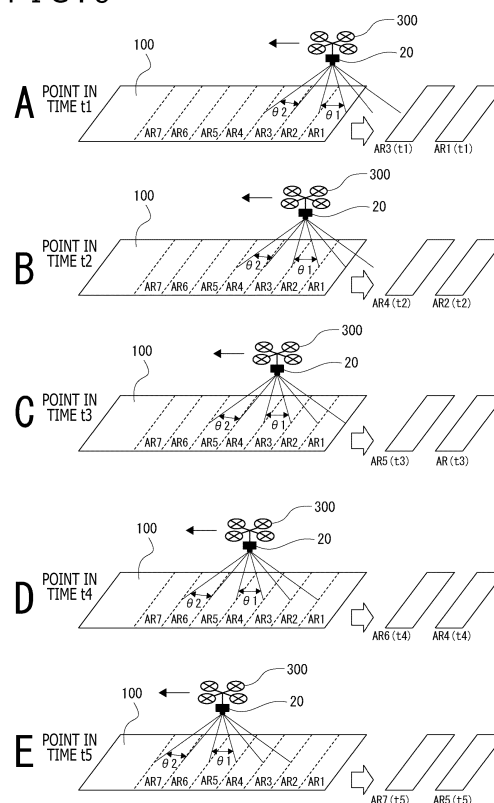 300
100
20
A POINT IN TIME t1
θ2
θ1
AR7 AR6 AR5 AR4 AR3 AR2 AR1
AR3(t1) AR1(t1)
300
100
20
B POINT IN TIME t2
θ2
θ1
AR7 AR6 AR5 AR4 AR3 AR2 AR1
AR4(t2) AR2(t2)
300
100
20
C POINT IN TIME t3
θ2
θ1
AR7 AR6 AR5 AR4 AR3 AR2 AR1
AR5(t3) AR(t3)
300
100
20
D POINT IN TIME t4
θ2
θ1
AR7 AR6 AR5 AR4 AR3 AR2 AR1
AR6(t4) AR4(t4)
300
100
20
E POINT IN TIME t5
θ2
θ1
AR7 AR6 AR5 AR4 AR3 AR2 AR1
AR7(t5) AR5(t5)